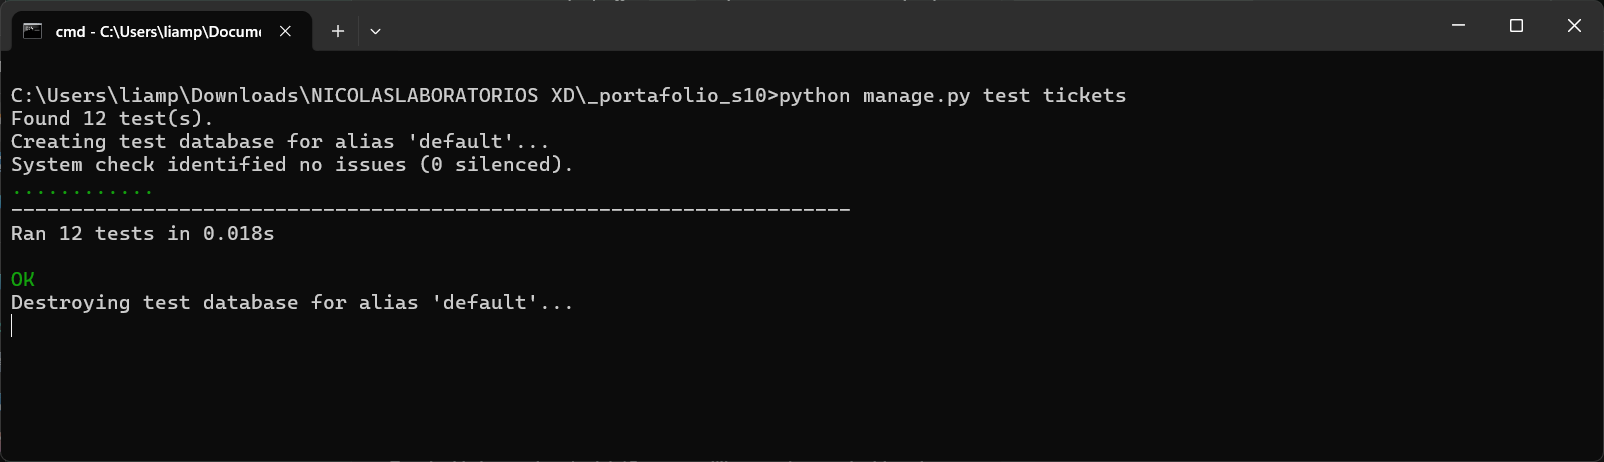 cmd - C:\Users\liamp\Docume
C:\Users\liamp\Downloads\NICOLASLABORATORIOS XD\_portafolio_s10>python manage.py test tickets
Found 12 test(s).
Creating test database for alias 'default'...
System check identified no issues (0 silenced).
............
----------------------------------------------------------------------
Ran 12 tests in 0.018s
OK
Destroying test database for alias 'default'...